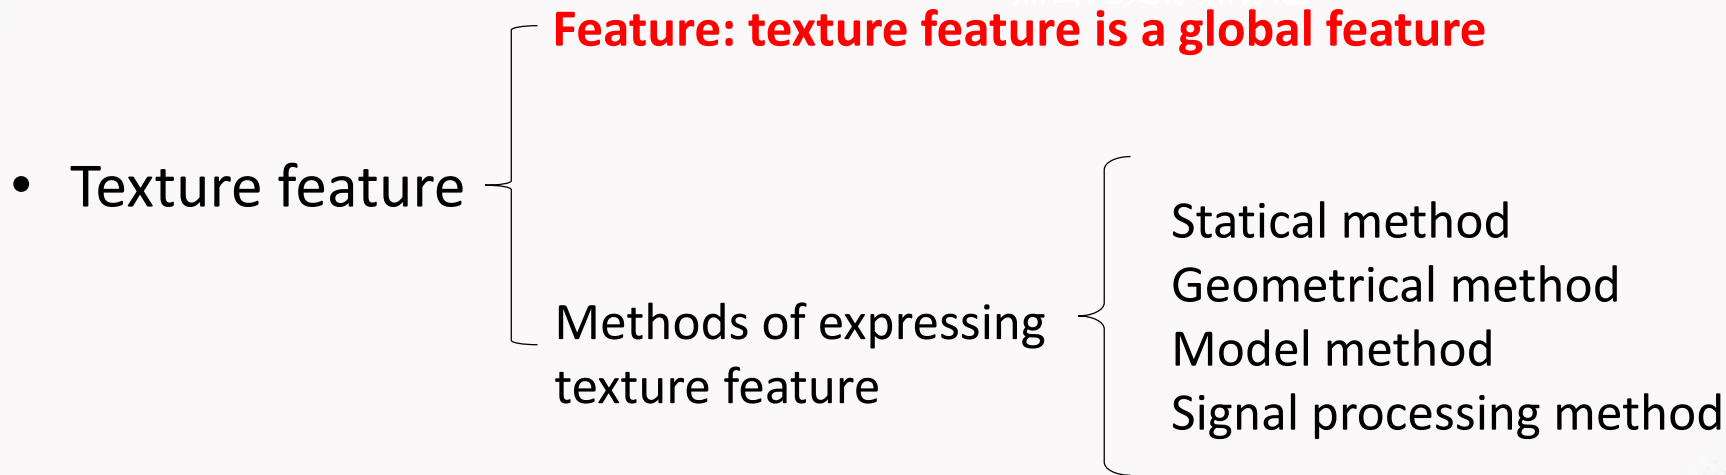 Feature: texture feature is a global feature
• Texture feature
Methods of expressing
texture feature
Statical method
Geometrical method
Model method
Signal processing method